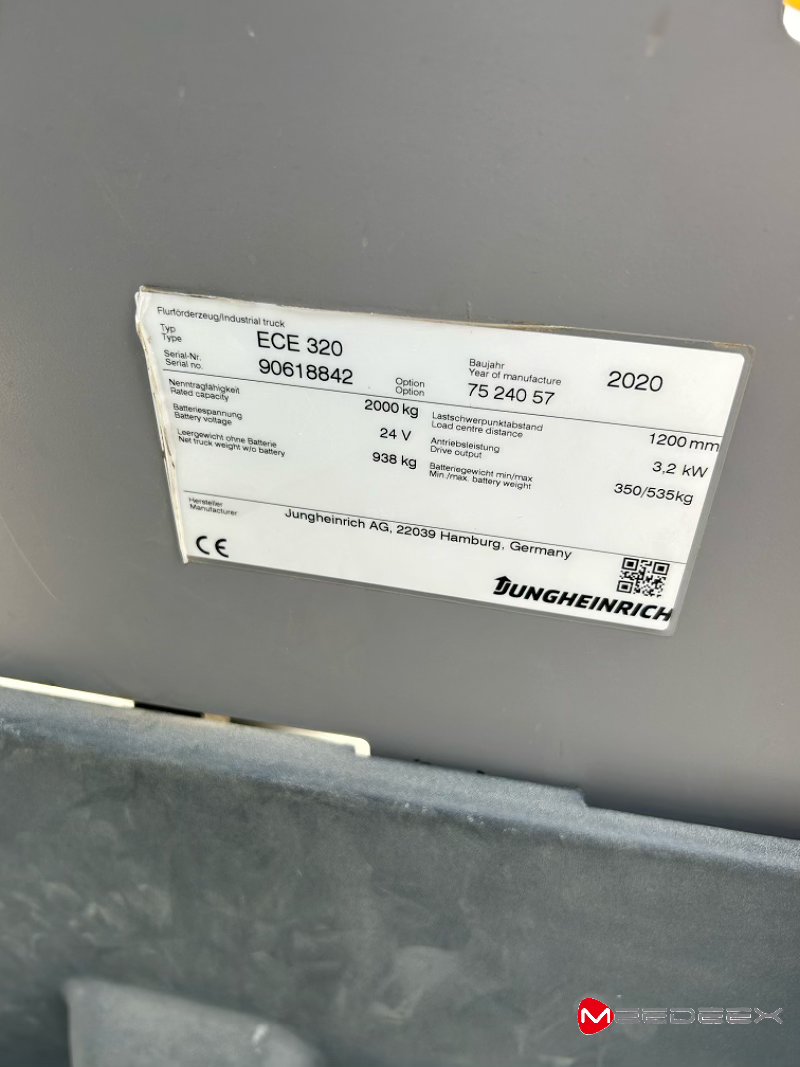 Flurförderzeug/Industrial truck
Typ
Type ECE 320
Serial-Nr.
Serial no. 90618842
Option
Option 75 240 57
Baujahr
Year of manufacture 2020
Nenntragfähigkeit
Rated capacity 2000 kg
Lastschwerpunktabstand
Load centre distance 1200 mm
Batteriespannung
Battery voltage 24 V
Antriebsleistung
Drive output 3,2 kW
Leergewicht ohne Batterie
Net truck weight w/o battery 938 kg
Batteriegewicht min/max
Min./max. battery weight 350/535kg
Hersteller
Manufacturer Jungheinrich AG, 22039 Hamburg, Germany
CE
JUNGHEINRICH
MEEDEEX